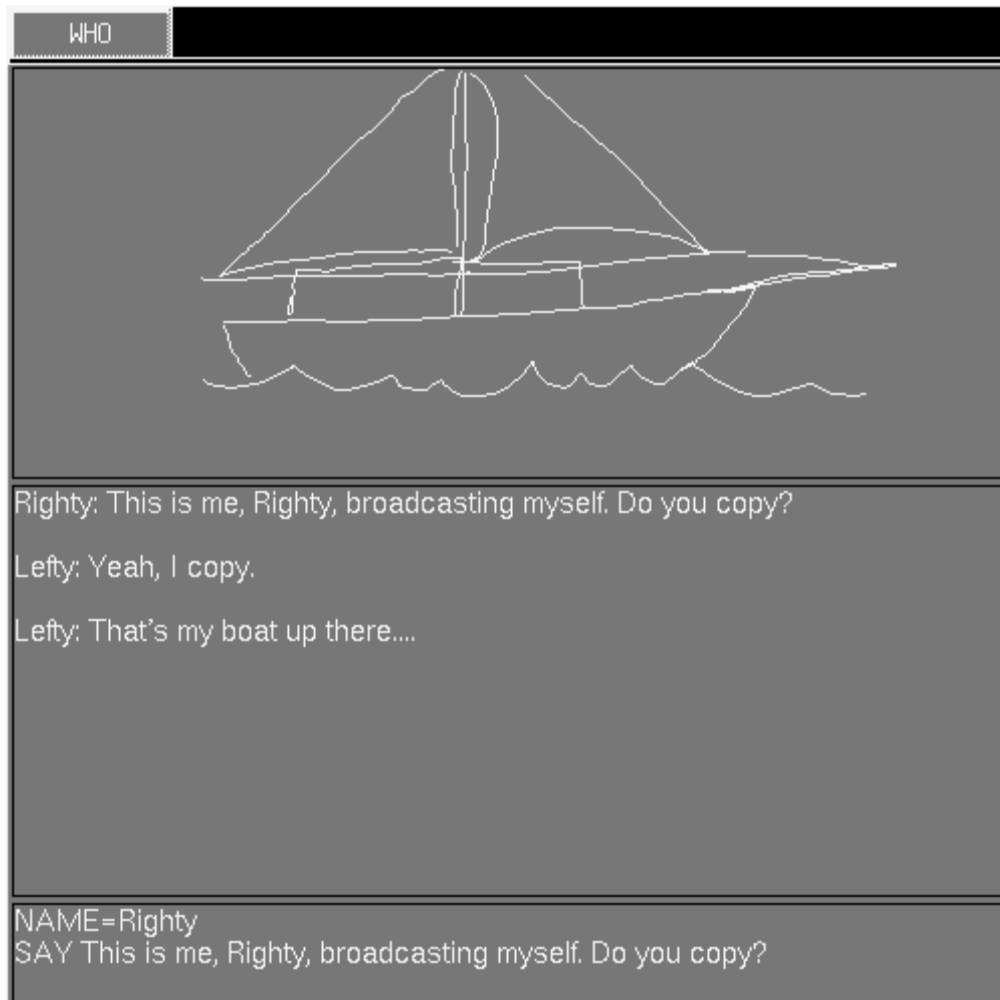 WHO
Righty: This is me, Righty, broadcasting myself. Do you copy?
Lefty: Yeah, I copy.
Lefty: That's my boat up there....
NAME=Righty
SAY This is me, Righty, broadcasting myself. Do you copy?